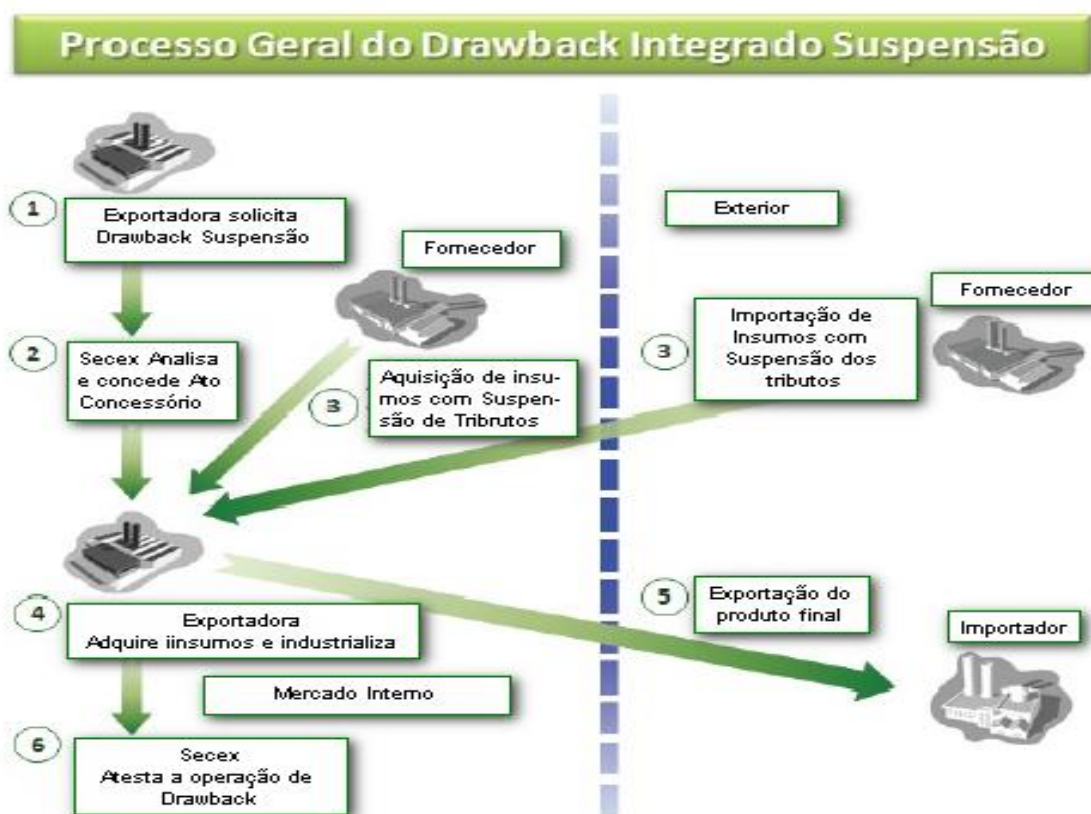 Processo Geral do Drawback Integrado Suspensão
1
Exportadora solicita
Drawback Suspensão
Fornecedor
Exterior
Fornecedor
2
Secex Analisa
e concede Ato
Concessório
3
Aquisição de insu-
mos com Suspen-
são de Tribrutos
3
Importação de
Insumos com
Suspensão dos
tributos
4
Exportadora
Adquire iinsumos e industrializa
5
Exportação do
produto final
Importador
Mercado Interno
6
Secex
Atesta a operação de
Drawback